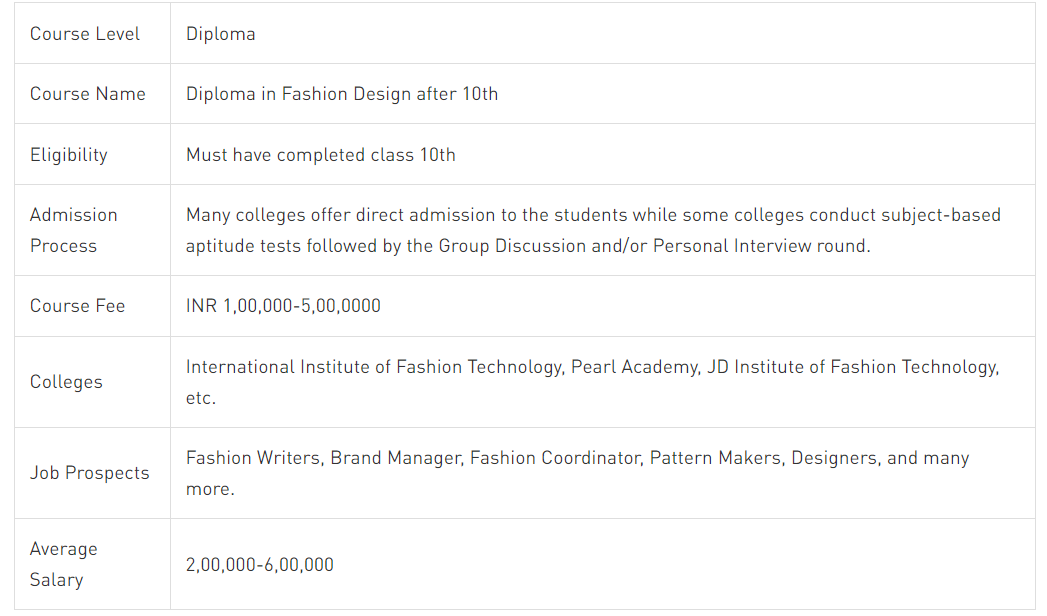 Course Level
Diploma
Course Name
Diploma in Fashion Design after 10th
Eligibility
Must have completed class 10th
Admission
Process
Many colleges offer direct admission to the students while some colleges conduct subject-based
aptitude tests followed by the Group Discussion and/or Personal Interview round.
Course Fee
INR 1,00,000-5,00,0000
Colleges
International Institute of Fashion Technology, Pearl Academy, JD Institute of Fashion Technology,
etc.
Job Prospects
Fashion Writers, Brand Manager, Fashion Coordinator, Pattern Makers, Designers, and many
more.
Average
Salary
2,00,000-6,00,000